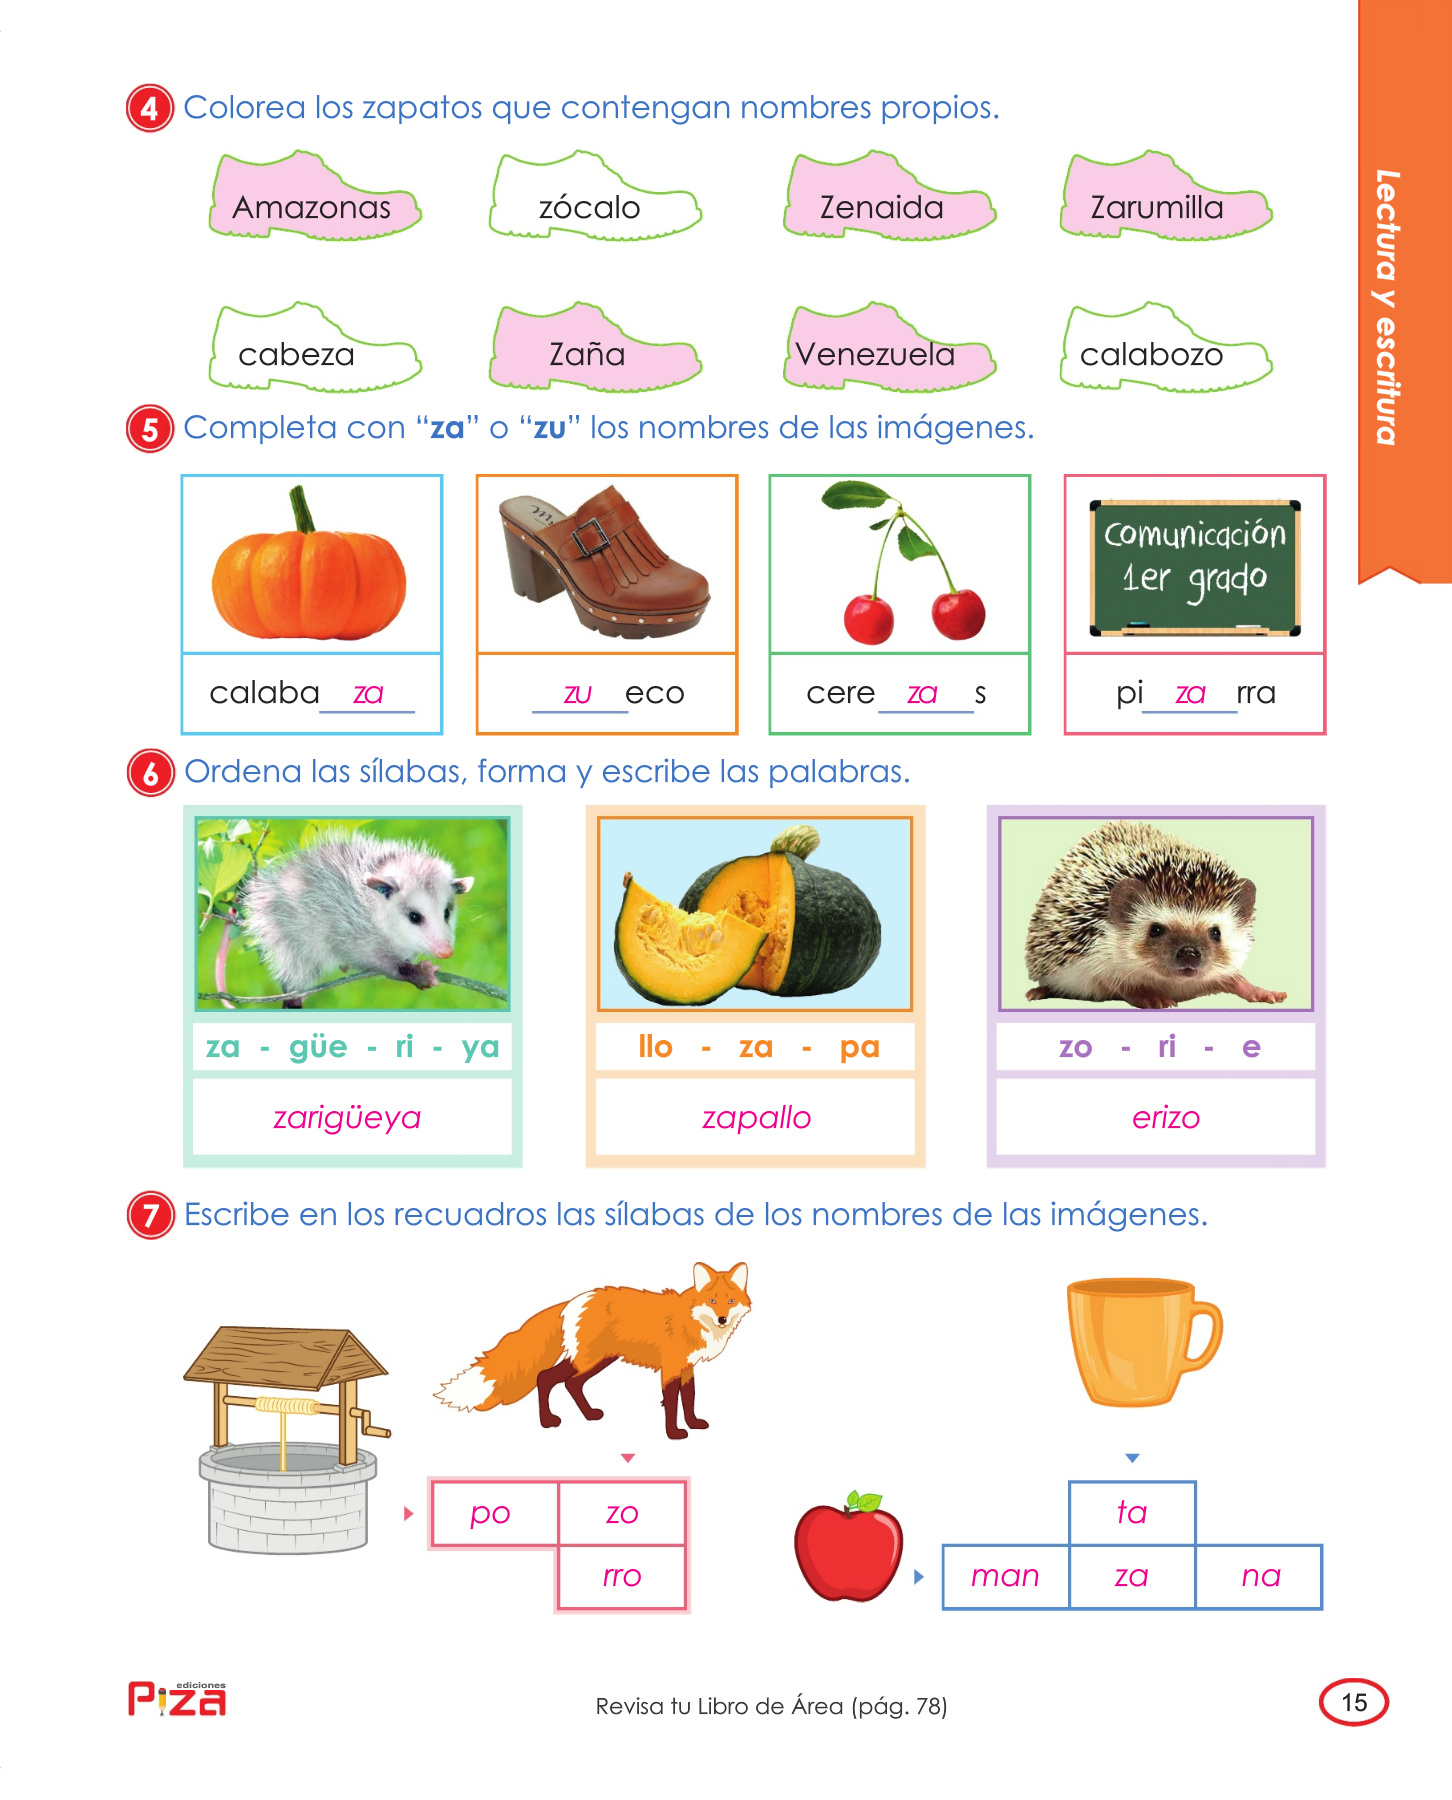 Lectura y escritura
4 Colorea los zapatos que contengan nombres propios.
Amazonas zócalo Zenaida Zarumilla
cabeza Zaña Venezuela calabozo
5 Completa con “za” o “zu” los nombres de las imágenes.
Comunicación
1er grado
calaba za zu eco cere za s pi za rra
6 Ordena las sílabas, forma y escribe las palabras.
za - güe - ri - ya llo - za - pa zo - ri - e
zarigüeya zapallo erizo
7 Escribe en los recuadros las sílabas de los nombres de las imágenes.
po zo ta
rro man za na
ediciones
Piza
Revisa tu Libro de Área (pág. 78)
15